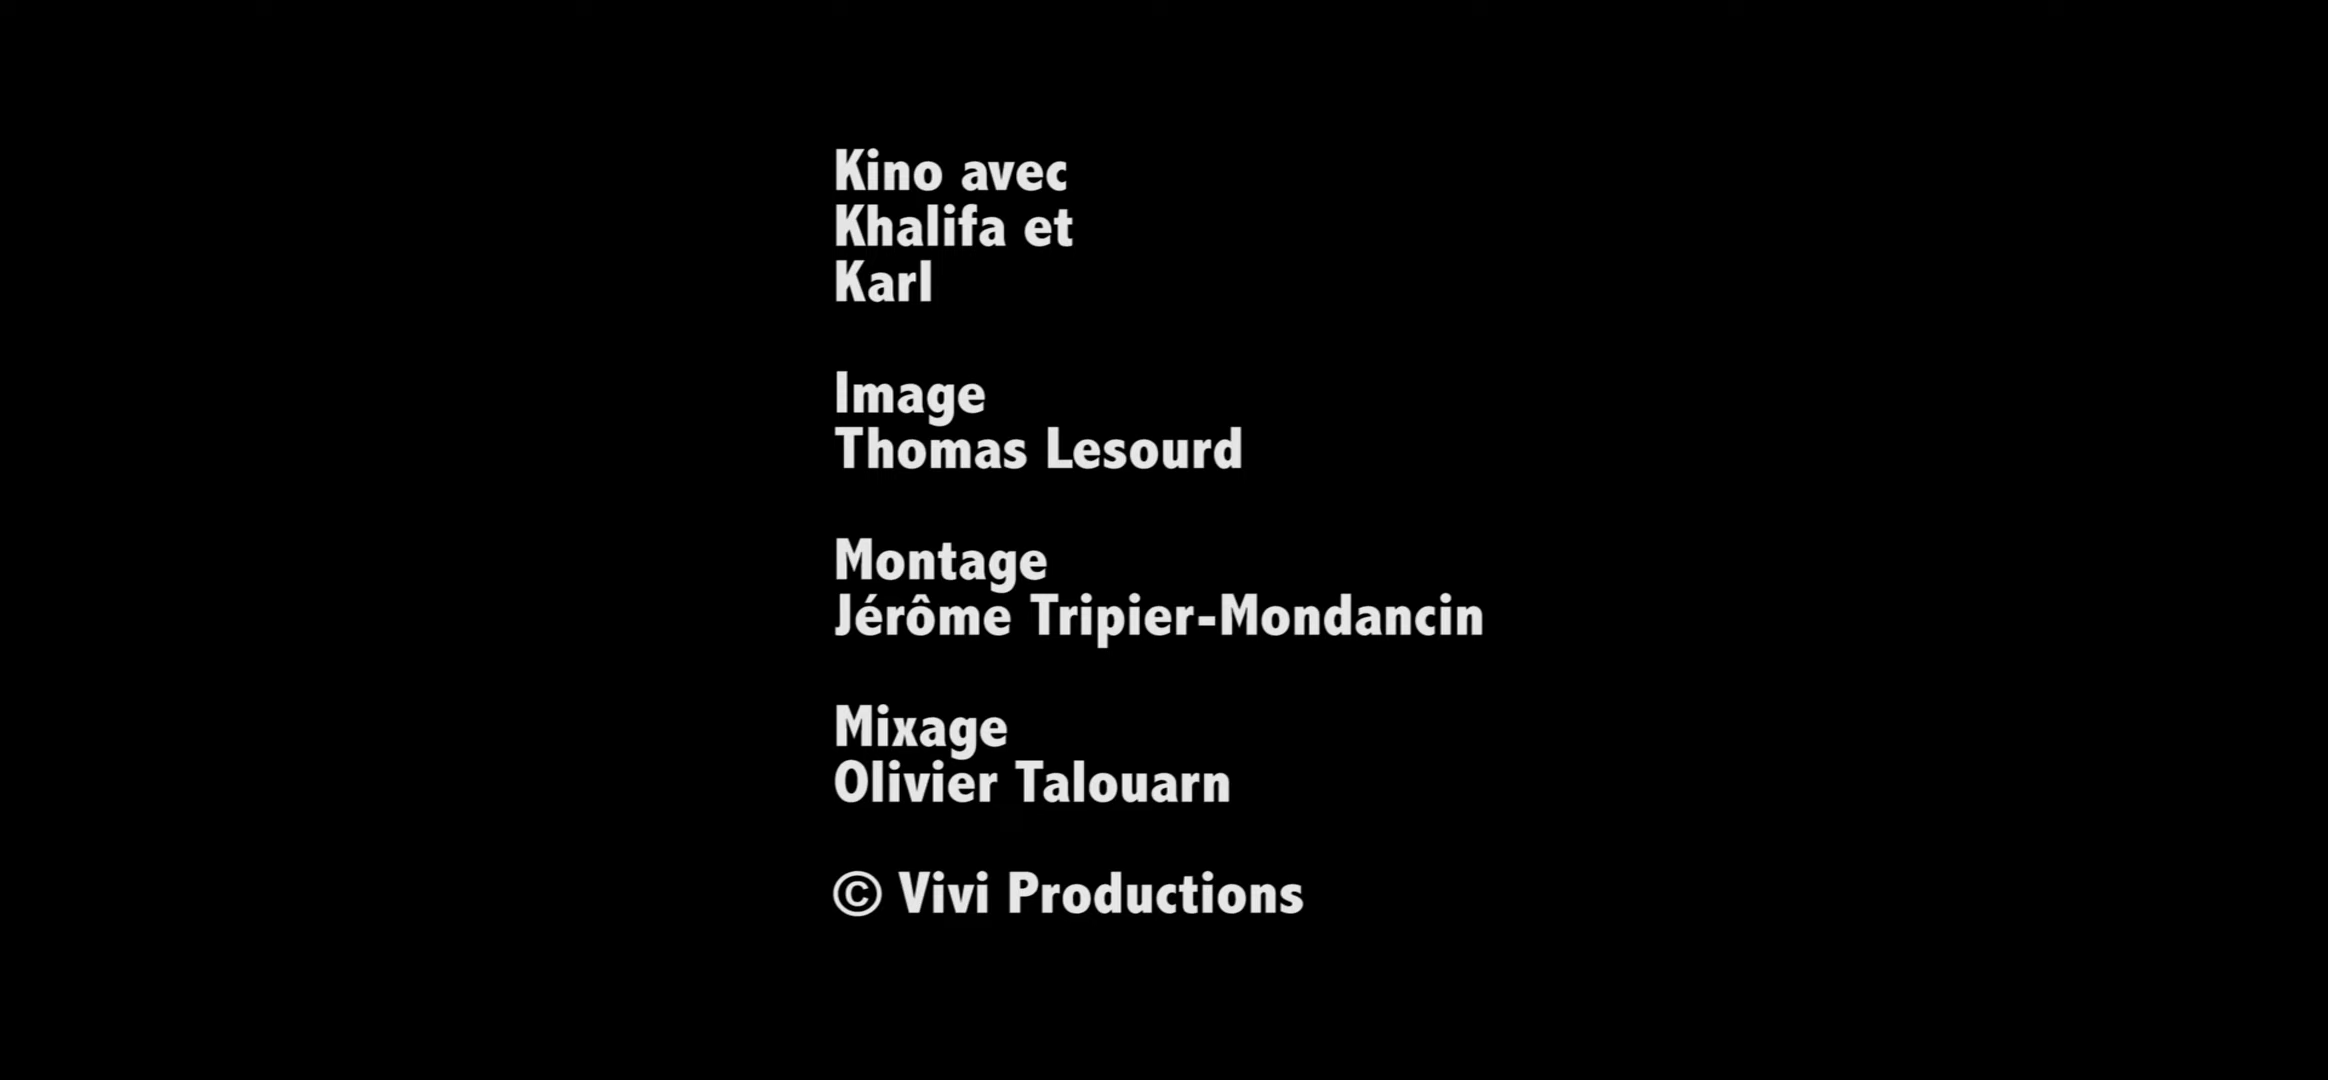 Kino avec
Khalifa et
Karl
Image
Thomas Lesourd
Montage
Jérôme Tripier-Mondancin
Mixage
Olivier Talouarn
© Vivi Productions